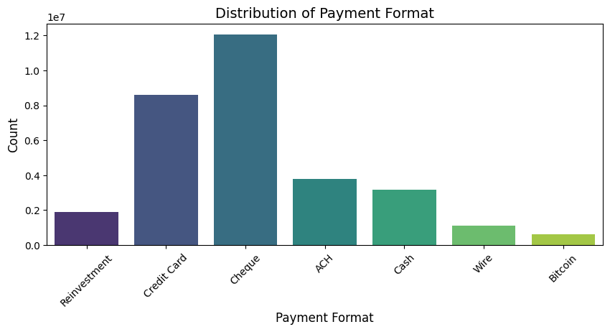 Distribution of Payment Format
1e7
1.2
1.0
0.8
0.6
0.4
0.2
0.0
Count
Reinvestment
Credit Card
Cheque
ACH
Cash
Wire
Bitcoin
Payment Format